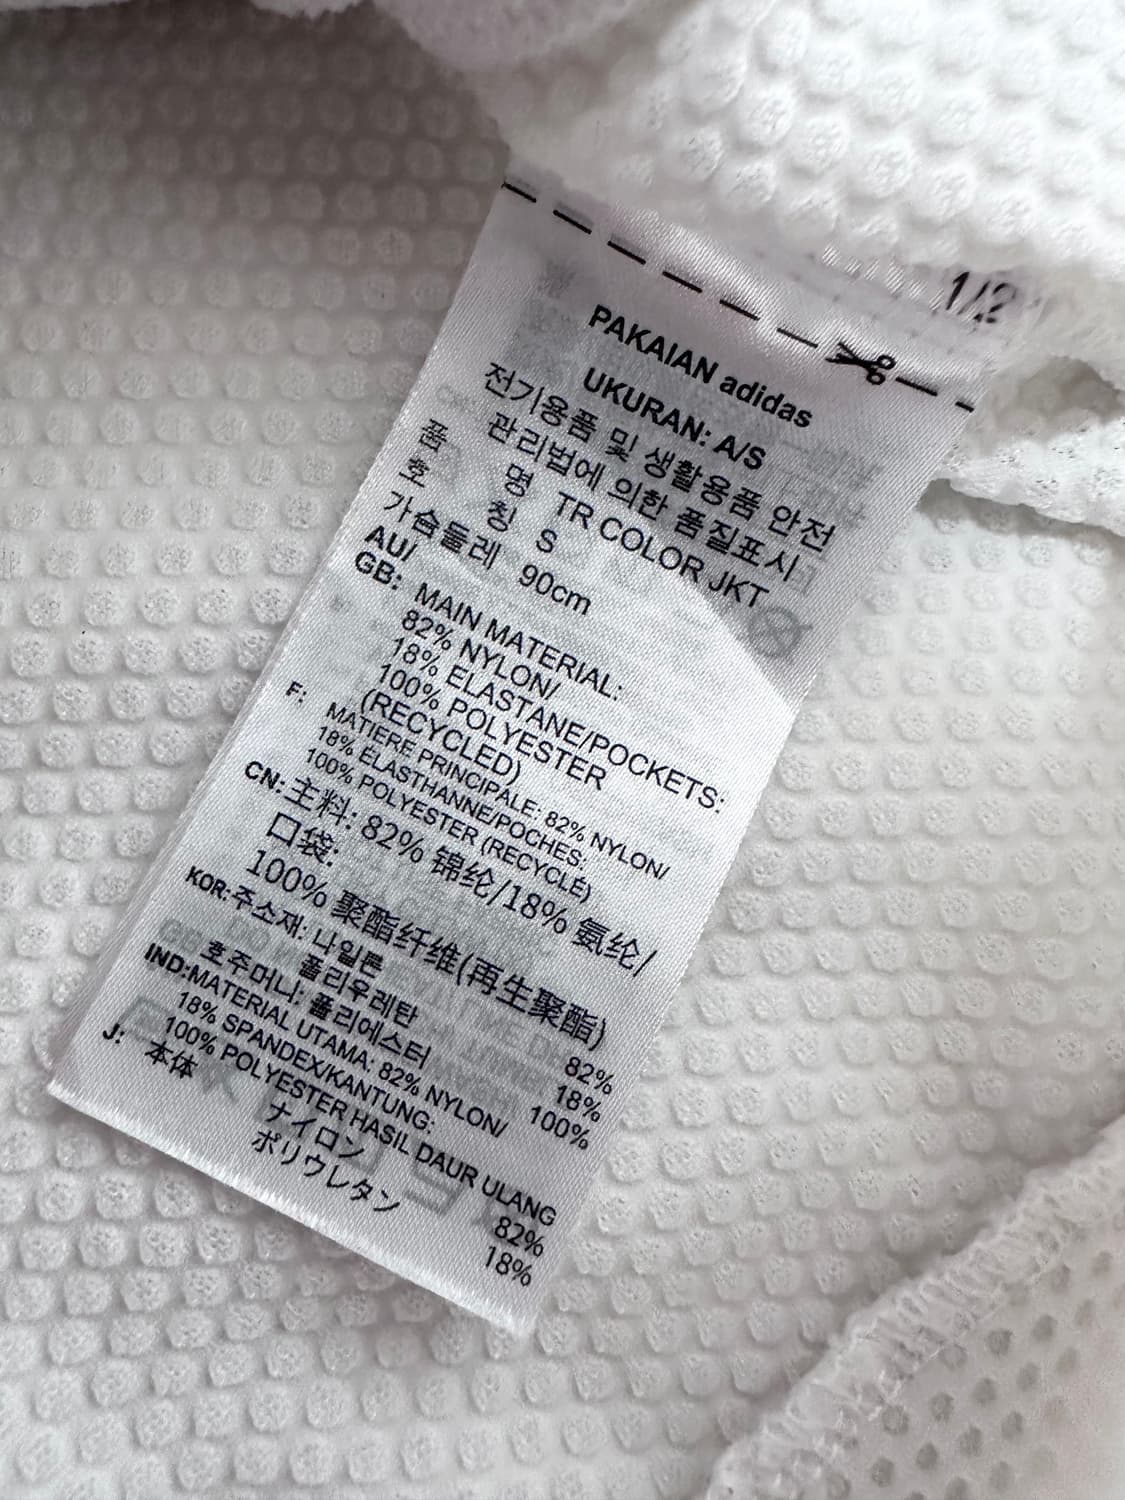 1/2
PAKAIAN adidas
UKURAN: A/S
전기용품 및 생활용품 안전
관리법에 의한 품질표시
품 명 TR COLOR JKT
호 칭 S
가슴둘레 90cm
AU/
GB: MAIN MATERIAL:
82% NYLON/
18% ELASTANE/POCKETS:
100% POLYESTER
(RECYCLED)
F: MATIERE PRINCIPALE: 82% NYLON/
18% ÉLASTHANNE/POCHES:
100% POLYESTER (RECYCLÉ)
CN: 主料: 82% 锦纶/18% 氨纶/
口袋:
100% 聚酯纤维(再生聚酯)
KOR: 주소재: 나일론 82%
폴리우레탄 18%
호주머니: 폴리에스터 100%
IND:MATERIAL UTAMA: 82% NYLON/
18% SPANDEX/KANTUNG:
100% POLYESTER HASIL DAUR ULANG
J: 本体
ナイロン 82%
ポリウレタン 18%